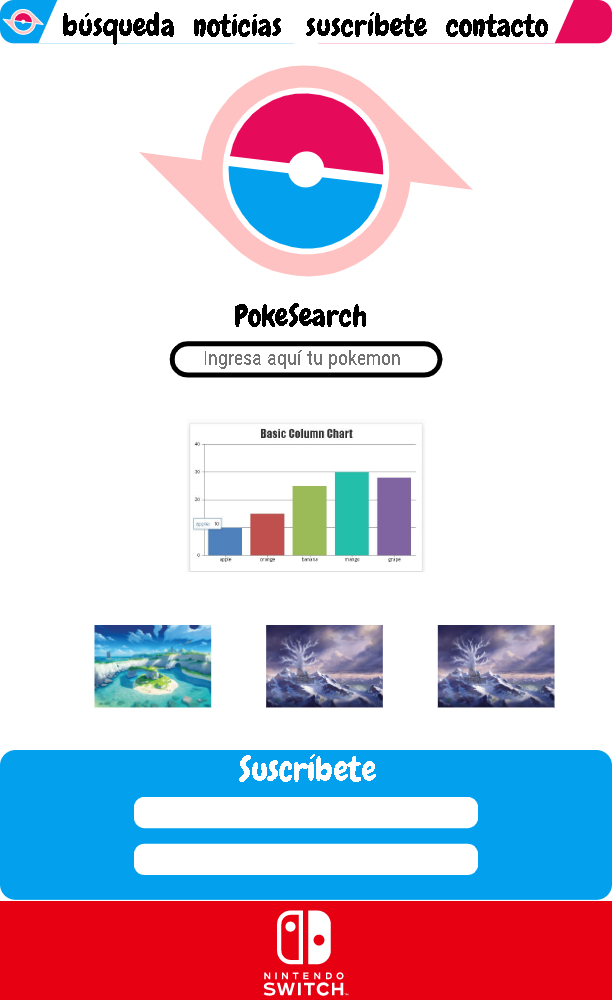 búsqueda noticias suscríbete contacto
PokeSearch
Ingresa aquí tu pokemon
Basic Column Chart
40
30
20
apple: 10
0
apple orange banana mango grape
Suscríbete
NINTENDO
SWITCH